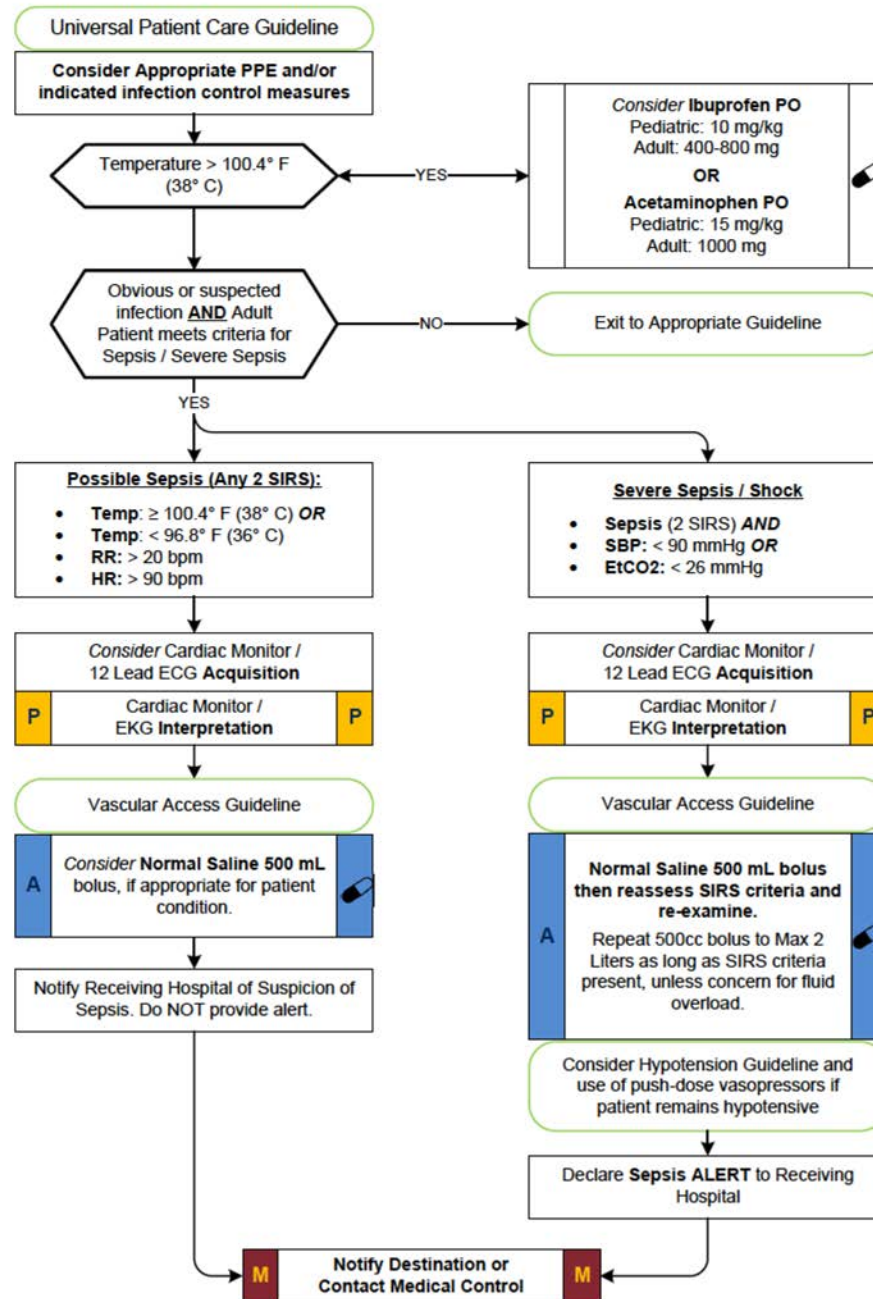 Universal Patient Care Guideline
Consider Appropriate PPE and/or
indicated infection control measures
Temperature > 100.4° F
(38° C)
YES
Consider Ibuprofen PO
Pediatric: 10 mg/kg
Adult: 400-800 mg
OR
Acetaminophen PO
Pediatric: 15 mg/kg
Adult: 1000 mg
Obvious or suspected
infection AND Adult
Patient meets criteria for
Sepsis / Severe Sepsis
NO
Exit to Appropriate Guideline
YES
Possible Sepsis (Any 2 SIRS):
• Temp: ≥ 100.4° F (38° C) OR
• Temp: < 96.8° F (36° C)
• RR: > 20 bpm
• HR: > 90 bpm
Consider Cardiac Monitor /
12 Lead ECG Acquisition
P
Cardiac Monitor /
EKG Interpretation
P
Vascular Access Guideline
A
Consider Normal Saline 500 mL
bolus, if appropriate for patient
condition.
Notify Receiving Hospital of Suspicion of
Sepsis. Do NOT provide alert.
Severe Sepsis / Shock
• Sepsis (2 SIRS) AND
• SBP: < 90 mmHg OR
• EtCO2: < 26 mmHg
Consider Cardiac Monitor /
12 Lead ECG Acquisition
P
Cardiac Monitor /
EKG Interpretation
P
Vascular Access Guideline
A
Normal Saline 500 mL bolus
then reassess SIRS criteria and
re-examine.
Repeat 500cc bolus to Max 2
Liters as long as SIRS criteria
present, unless concern for fluid
overload.
Consider Hypotension Guideline and
use of push-dose vasopressors if
patient remains hypotensive
Declare Sepsis ALERT to Receiving
Hospital
M
Notify Destination or
Contact Medical Control
M